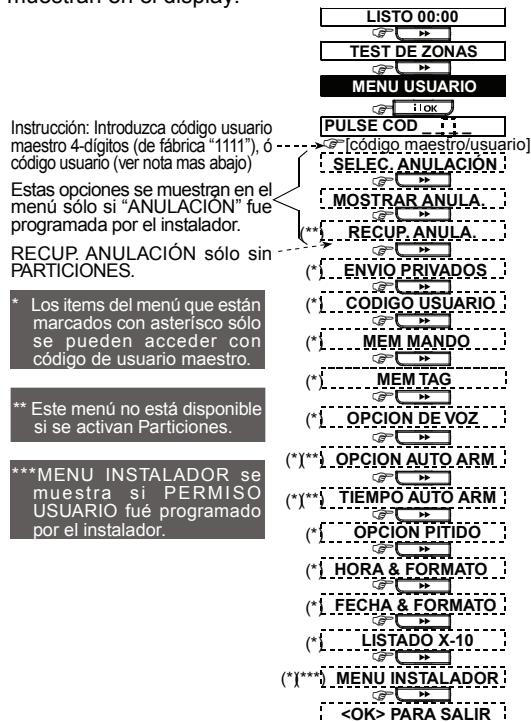 muestran en el display.
LISTO 00:00
TEST DE ZONAS
MENU USUARIO
OK
PULSE COD _ _ _ _
[código maestro/usuario]
Instrucción: Introduzca código usuario
maestro 4-dígitos (de fábrica “1111”), ó
código usuario (ver nota mas abajo)
SELEC. ANULACIÓN
Estas opciones se muestran en el
menú sólo si “ANULACIÓN” fue
programada por el instalador.
MOSTRAR ANULA.
(**) RECUP. ANULA.
RECUP. ANULACIÓN sólo sin
PARTICIONES.
(*) ENVIO PRIVADOS
(*) CODIGO USUARIO
(*) MEM MANDO
(*) MEM TAG
(*) OPCION DE VOZ
(*)(**) OPCION AUTO ARM
(*)(**) TIEMPO AUTO ARM
(*) OPCIÓN PITIDO
(*) HORA & FORMATO
(*) FECHA & FORMATO
(*) LISTADO X-10
(*)(***) MENU INSTALADOR
<OK> PARA SALIR
* Los items del menú que están
marcados con asterísco sólo
se pueden acceder con
código de usuario maestro.
** Este menú no está disponible
si se activan Particiones.
***MENU INSTALADOR se
muestra si PERMISO
USUARIO fué programado
por el instalador.